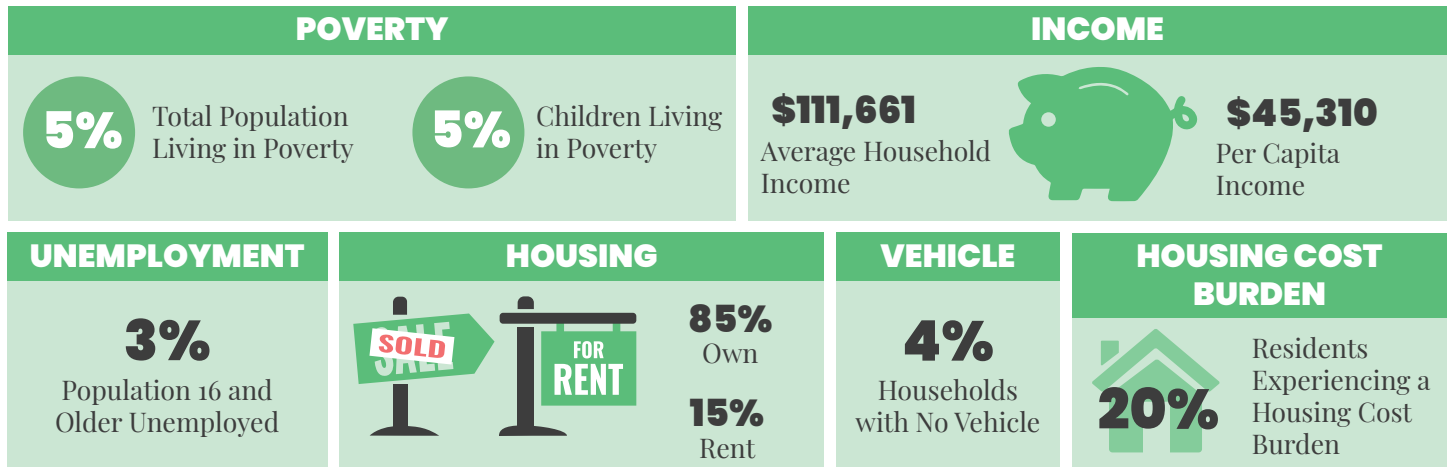 POVERTY
5%
Total Population
Living in Poverty
5%
Children Living
in Poverty
INCOME
$111,661
Average Household
Income
$45,310
Per Capita
Income
UNEMPLOYMENT
3%
Population 16 and
Older Unemployed
HOUSING
SALE
SOLD
FOR
RENT
85%
Own
15%
Rent
VEHICLE
4%
Households
with No Vehicle
HOUSING COST
BURDEN
20%
Residents
Experiencing a
Housing Cost
Burden